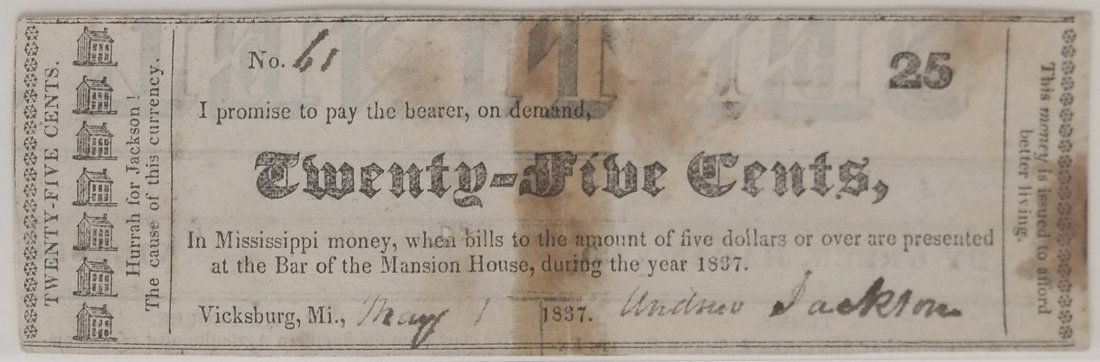 TWENTY-FIVE CENTS.
Hurrah for Jackson!
The cause of this currency.
No. 61
25
I promise to pay the bearer, on demand,
Twenty-Five Cents,
In Mississippi money, when bills to the amount of five dollars or over are presented
at the Bar of the Mansion House, during the year 1837.
Vicksburg, Mi., May 1 1837. Andrew Jackson
This money is issued to afford
better living.